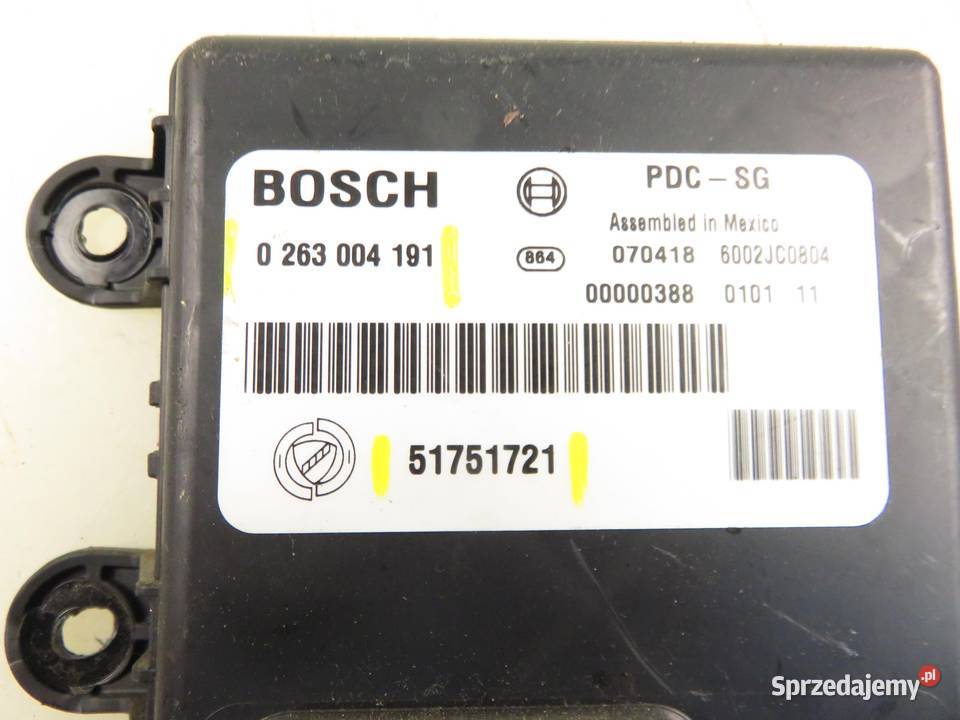 BOSCH
PDC - SG
Assembled in Mexico
0 263 004 191
864
070418 6002JC0804
00000388 0101 11
51751721
Sprzedajemy.pl